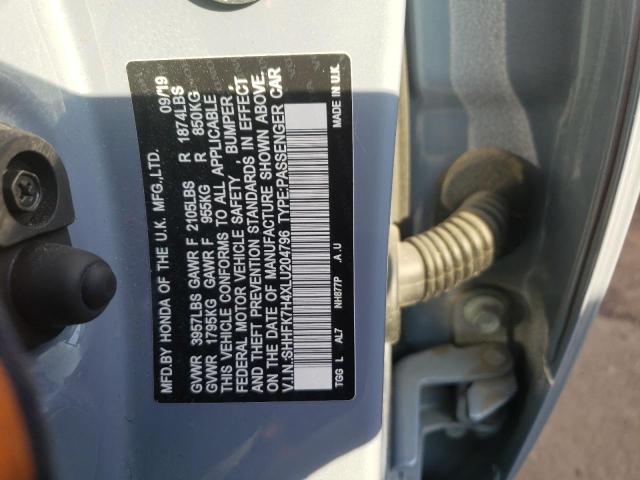 MFD.BY HONDA OF THE U.K. MFG.,LTD. 09/19
GVWR 3957LBS GAWR F 2105LBS R 1874LBS
GVWR 1795KG GAWR F 955KG R 850KG
THIS VEHICLE CONFORMS TO ALL APPLICABLE
FEDERAL MOTOR VEHICLE SAFETY , BUMPER ,
AND THEFT PREVENTION STANDARDS IN EFFECT
ON THE DATE OF MANUFACTURE SHOWN ABOVE.
V.I.N.:SHHFK7H4XLU204796 TYPE:PASSENGER CAR
TGG L AL7 NH877P A.U MADE IN U.K.